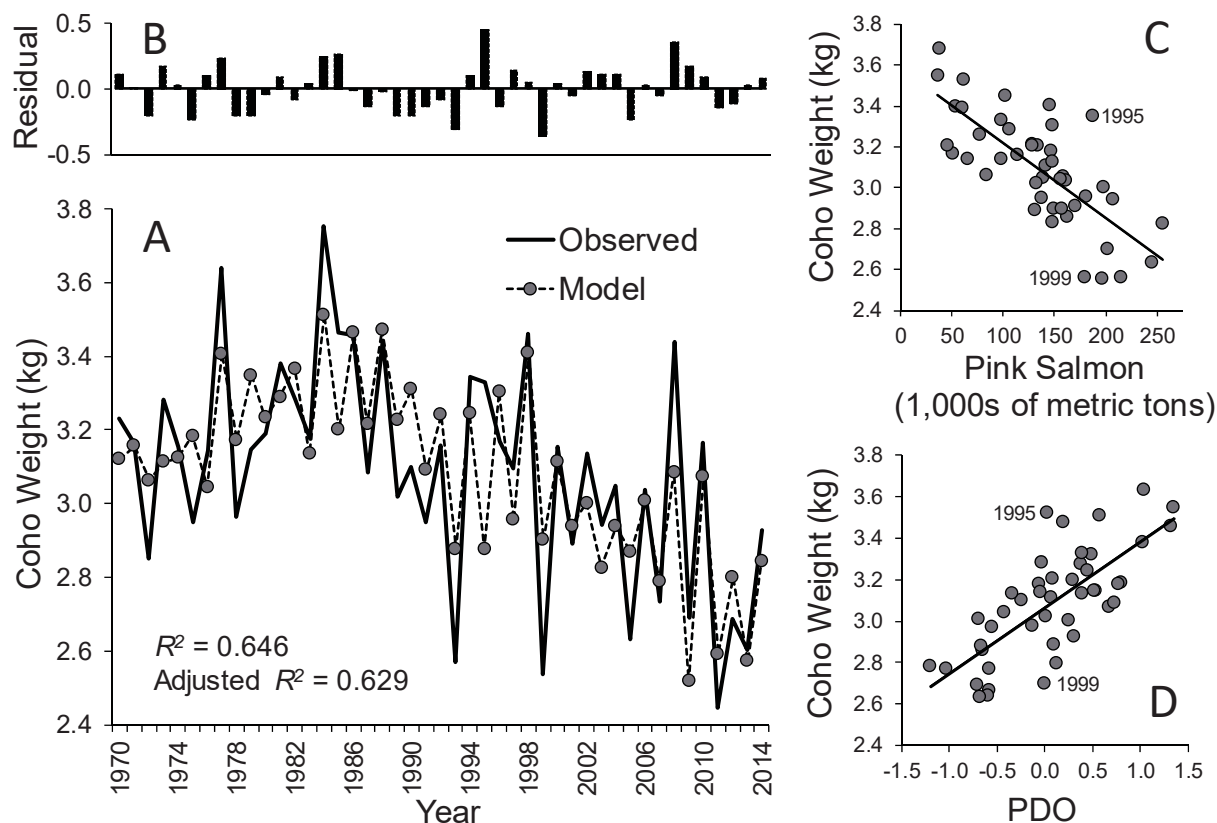 B
0.5
0.0
-0.5
Residual
A
3.8
3.6
3.4
3.2
3.0
2.8
2.6
2.4
Coho Weight (kg)
Observed
Model
R² = 0.646
Adjusted R² = 0.629
1970
1974
1978
1982
1986
1990
1994
1998
2002
2006
2010
2014
Year
C
3.8
3.6
3.4
3.2
3.0
2.8
2.6
2.4
Coho Weight (kg)
1995
1999
0 50 100 150 200 250
Pink Salmon
(1,000s of metric tons)
3.8
3.6
3.4
3.2
3.0
2.8
2.6
2.4
Coho Weight (kg)
1995
1999
D
-1.5 -1.0 -0.5 0.0 0.5 1.0 1.5
PDO